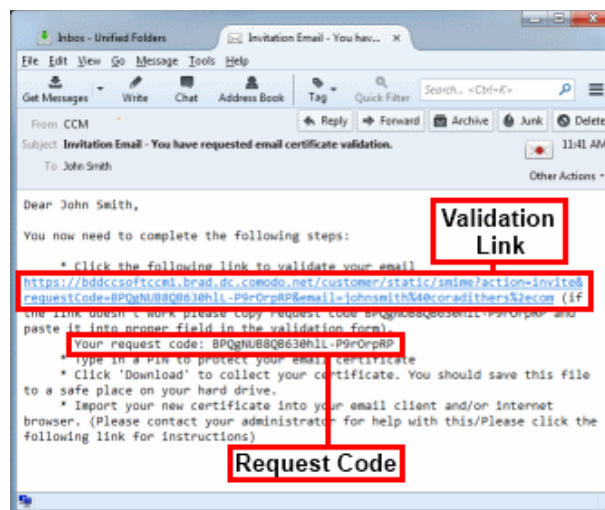 Inbox - Unified Folders
Invitation Email - You hav... ×
File Edit View Go Message Tools Help
Get Messages Write Chat Address Book Tag Quick Filter Search... <Ctrl+K>
From CCM Reply Forward Archive Junk Delete
Subject Invitation Email - You have requested email certificate validation. 11:41 AM
To John Smith
Other Actions
Dear John Smith,
Validation
Link
You now need to complete the following steps:
* Click the following link to validate your email
https://bddccsoftccmi.brad.dc.comodo.net/customer/static/smime?action=invite&
requestCode=BPQgNUB8QB630hlL-P9rOrpRP&email=johnsmith%40coradithers%2ecom (if
the link doesn't work please copy request code BPQgNUB8QB630hlL-P9rOrpRP and
paste it into proper field in the validation form).
Your request code: BPQgNUB8QB630hlL-P9rOrpRP
* Type in a PIN to protect your email certificate
* Click 'Download' to collect your certificate. You should save this file
to a safe place on your hard drive.
* Import your new certificate into your email client and/or internet
browser. (Please contact your administrator for help with this/Please click the
following link for instructions)
Request Code